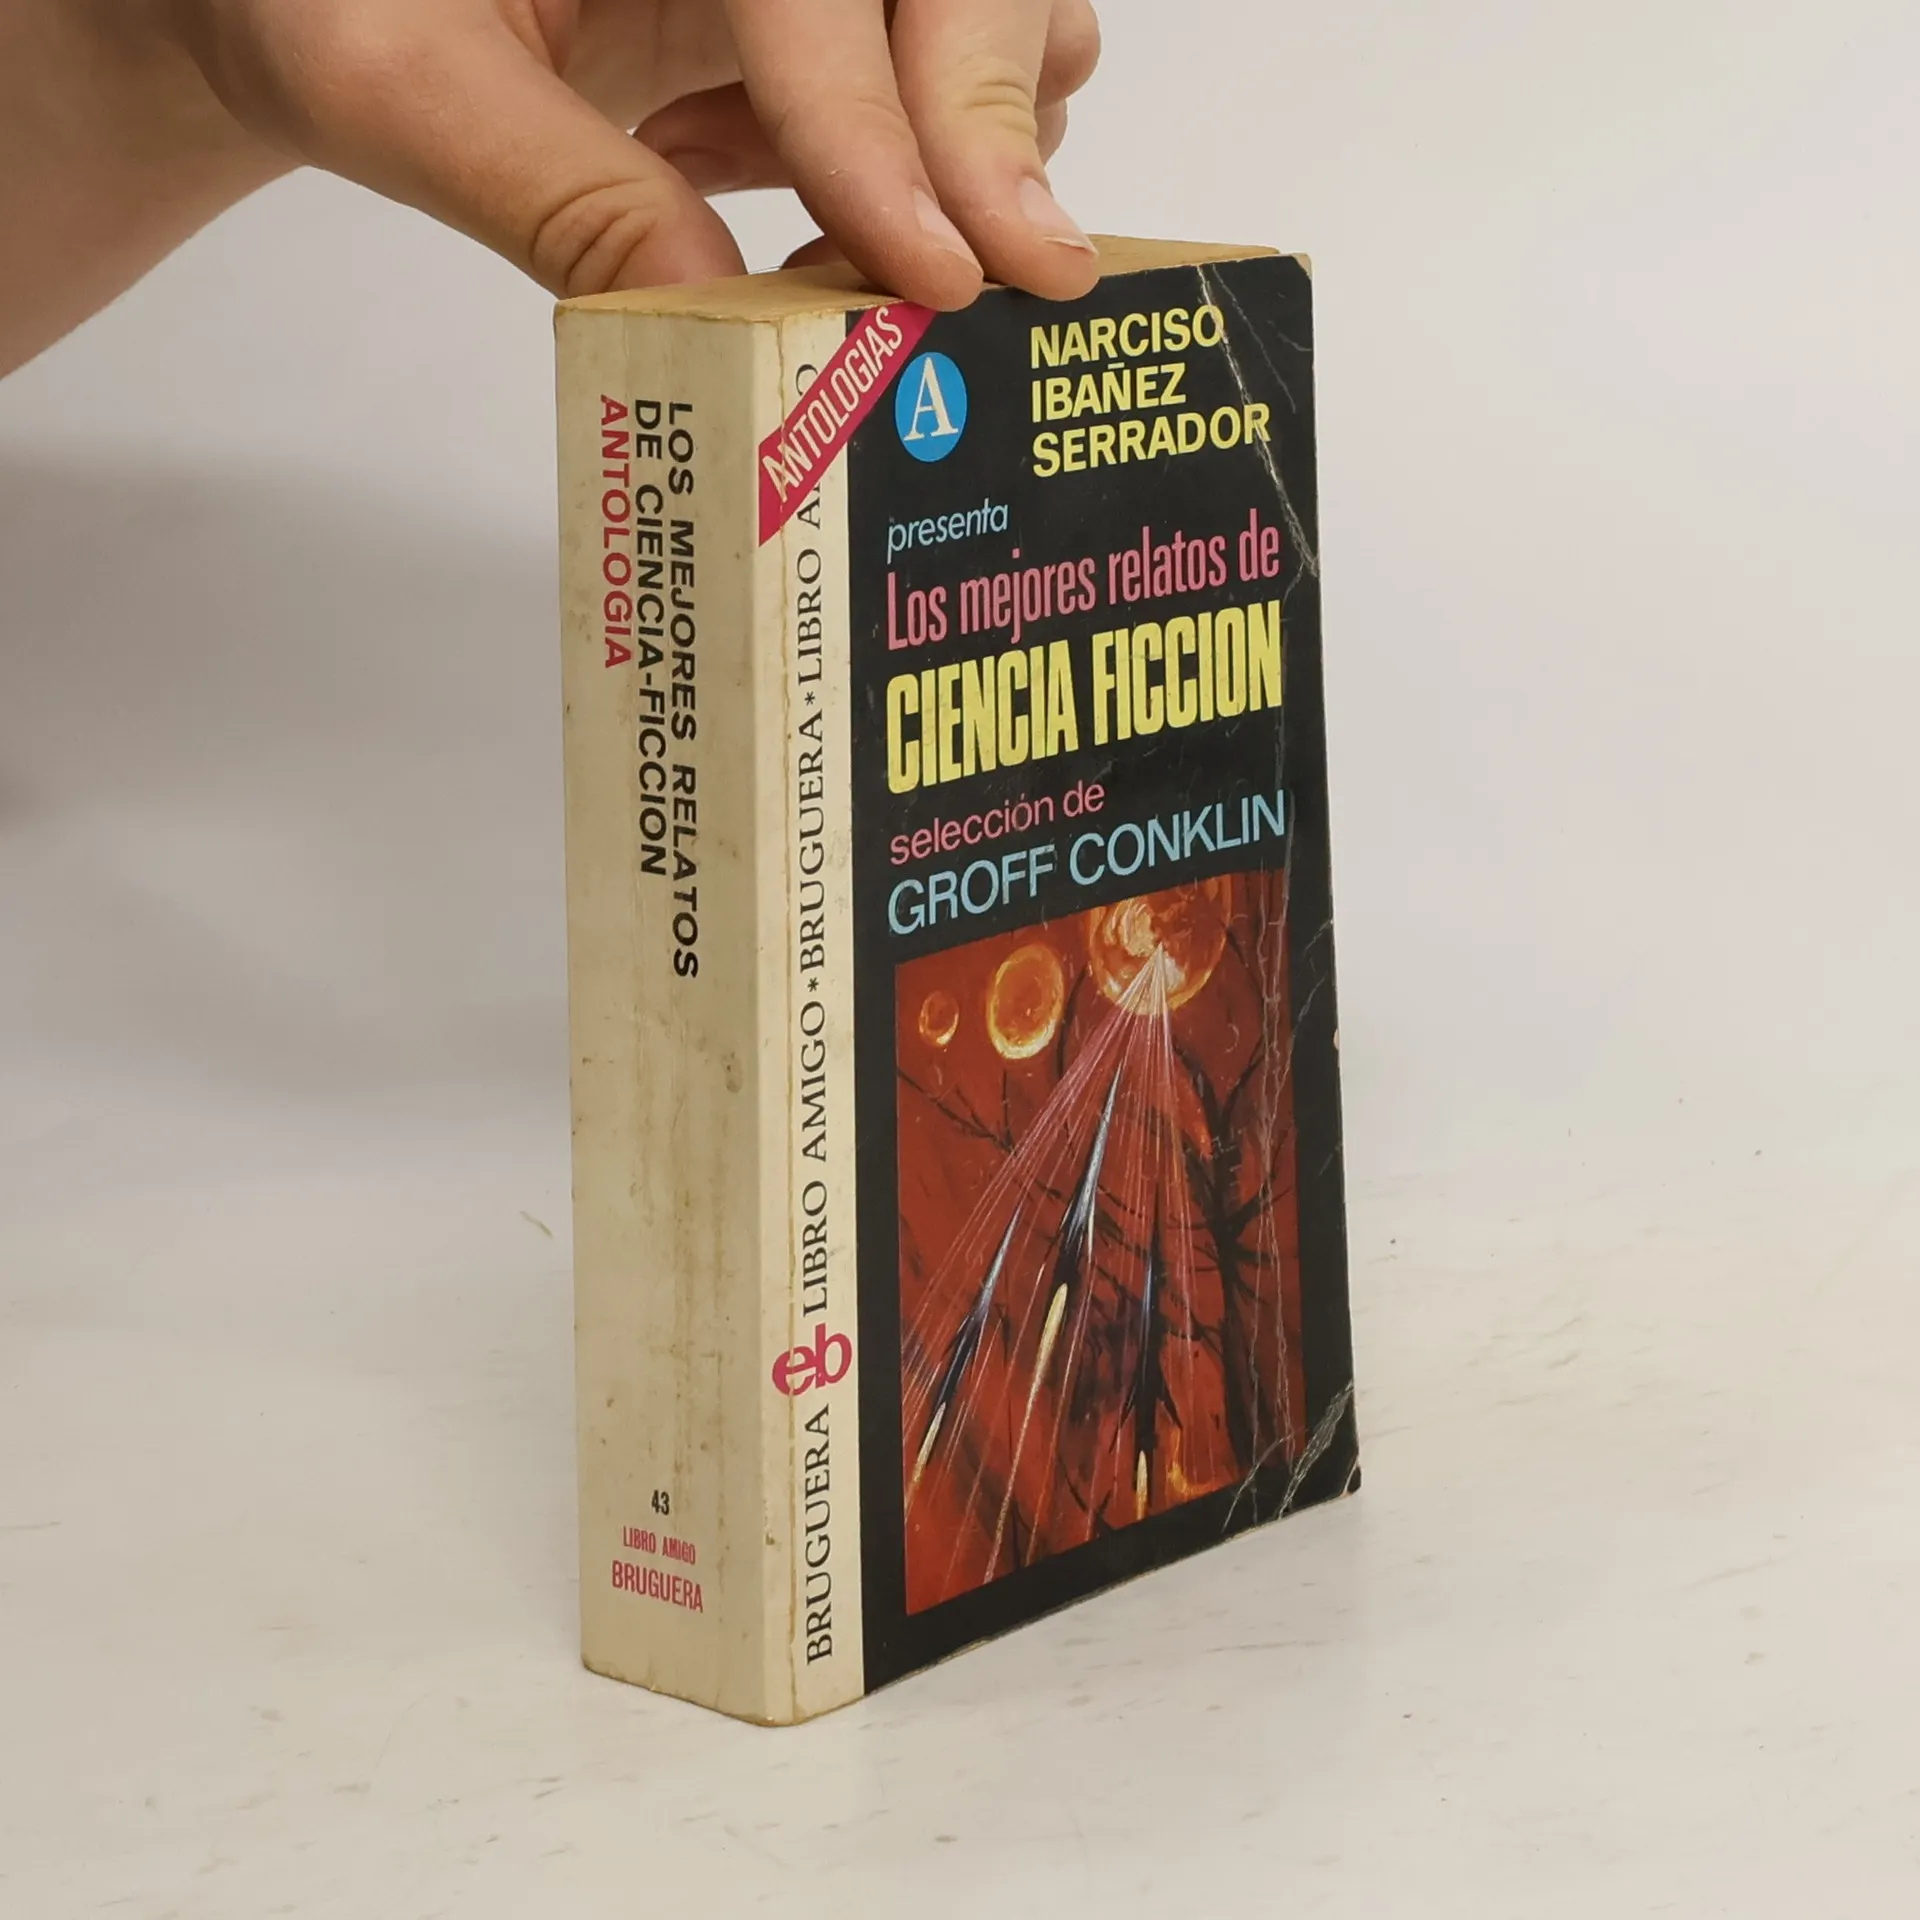 LOS MEJORES RELATOS
DE CIENCIA-FICCION
ANTOLOGIA
43
LIBRO AMIGO
BRUGUERA
ANTOLOGIAS
BRUGUERA eb LIBRO AMIGO * BRUGUERA * LIBRO
A
NARCISO
IBAÑEZ
SERRADOR
presenta
Los mejores relatos de
CIENCIA FICCION
selección de
GROFF CONKLIN